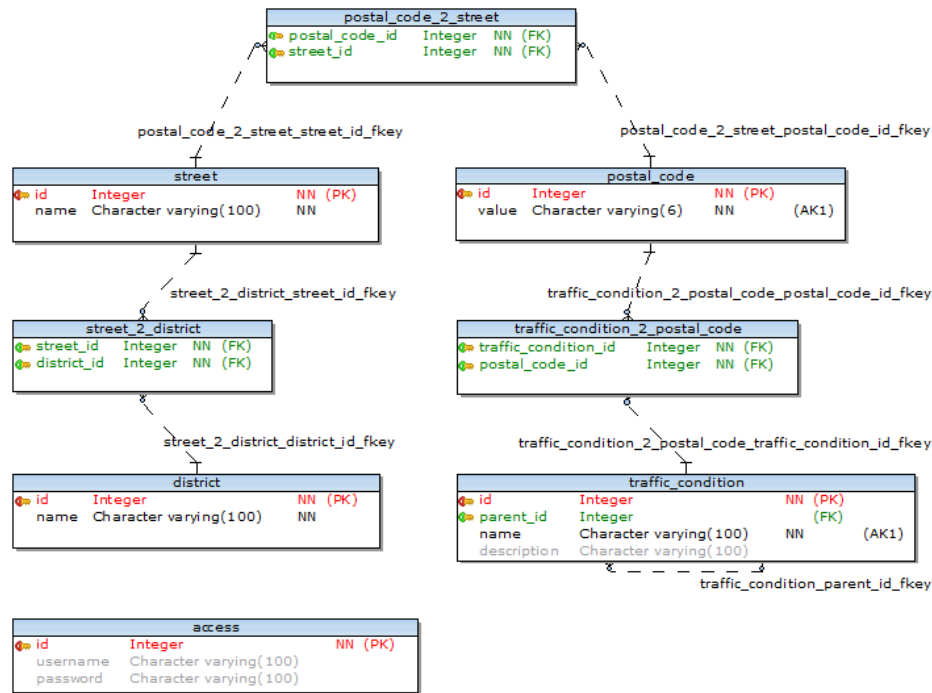 postal_code_2_street
postal_code_id Integer NN (FK)
street_id Integer NN (FK)
postal_code_2_street_street_id_fkey
postal_code_2_street_postal_code_id_fkey
street
id Integer NN (PK)
name Character varying(100) NN
postal_code
id Integer NN (PK)
value Character varying(6) NN (AK1)
street_2_district_street_id_fkey
traffic_condition_2_postal_code_postal_code_id_fkey
street_2_district
street_id Integer NN (FK)
district_id Integer NN (FK)
traffic_condition_2_postal_code
traffic_condition_id Integer NN (FK)
postal_code_id Integer NN (FK)
street_2_district_district_id_fkey
traffic_condition_2_postal_code_traffic_condition_id_fkey
district
id Integer NN (PK)
name Character varying(100) NN
traffic_condition
id Integer NN (PK)
parent_id Integer (FK)
name Character varying(100) NN (AK1)
description Character varying(100)
traffic_condition_parent_id_fkey
access
id Integer NN (PK)
username Character varying(100)
password Character varying(100)